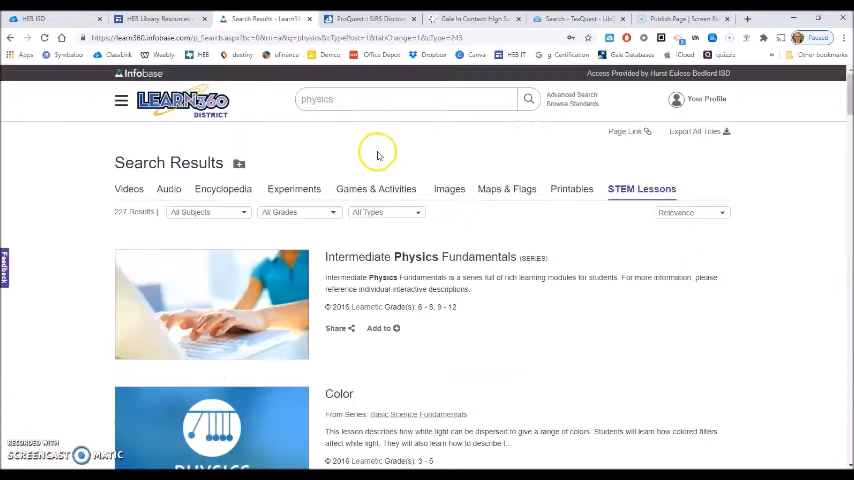 HEB ISD
HEB Library Resources -
Search Results - Learn36
ProQuest :: SIRS Discove
Gale In Context: High S
Search - TexQuest - Lib
Publish Page | Screen Re
Paused
Apps
Symbaloo
ClassLink
Weebly
HEB
destiny
efinance
Demco
Office Depot
Dropbox
Canva
HEB IT
g Certification
Gale Databases
iCloud
quizziz
Other bookmarks
Infobase
Access Provided by Hurst-Euless-Bedford ISD
LEARN360
DISTRICT
physics
Advanced Search
Browse Standards
Your Profile
Page Link
Export All Titles
Search Results
Videos
Audio
Encyclopedia
Experiments
Games & Activities
Images
Maps & Flags
Printables
STEM Lessons
227 Results |
All Subjects
All Grades
All Types
Relevance
Feedback
Intermediate Physics Fundamentals (SERIES)
Intermediate Physics Fundamentals is a series full of rich learning modules for students. For more information, please
reference individual interactive descriptions.
© 2016 Learnetic Grade(s): 6 - 8, 9 - 12
Share
Add to
Color
From Series: Basic Science Fundamentals
This lesson describes how white light can be dispersed to give a range of colors. Students will learn how colored filters
affect white light. They will also learn how to describe t...
© 2016 Learnetic Grade(s): 3 - 5
PHYSICS
RECORDED WITH
SCREENCAST MATIC